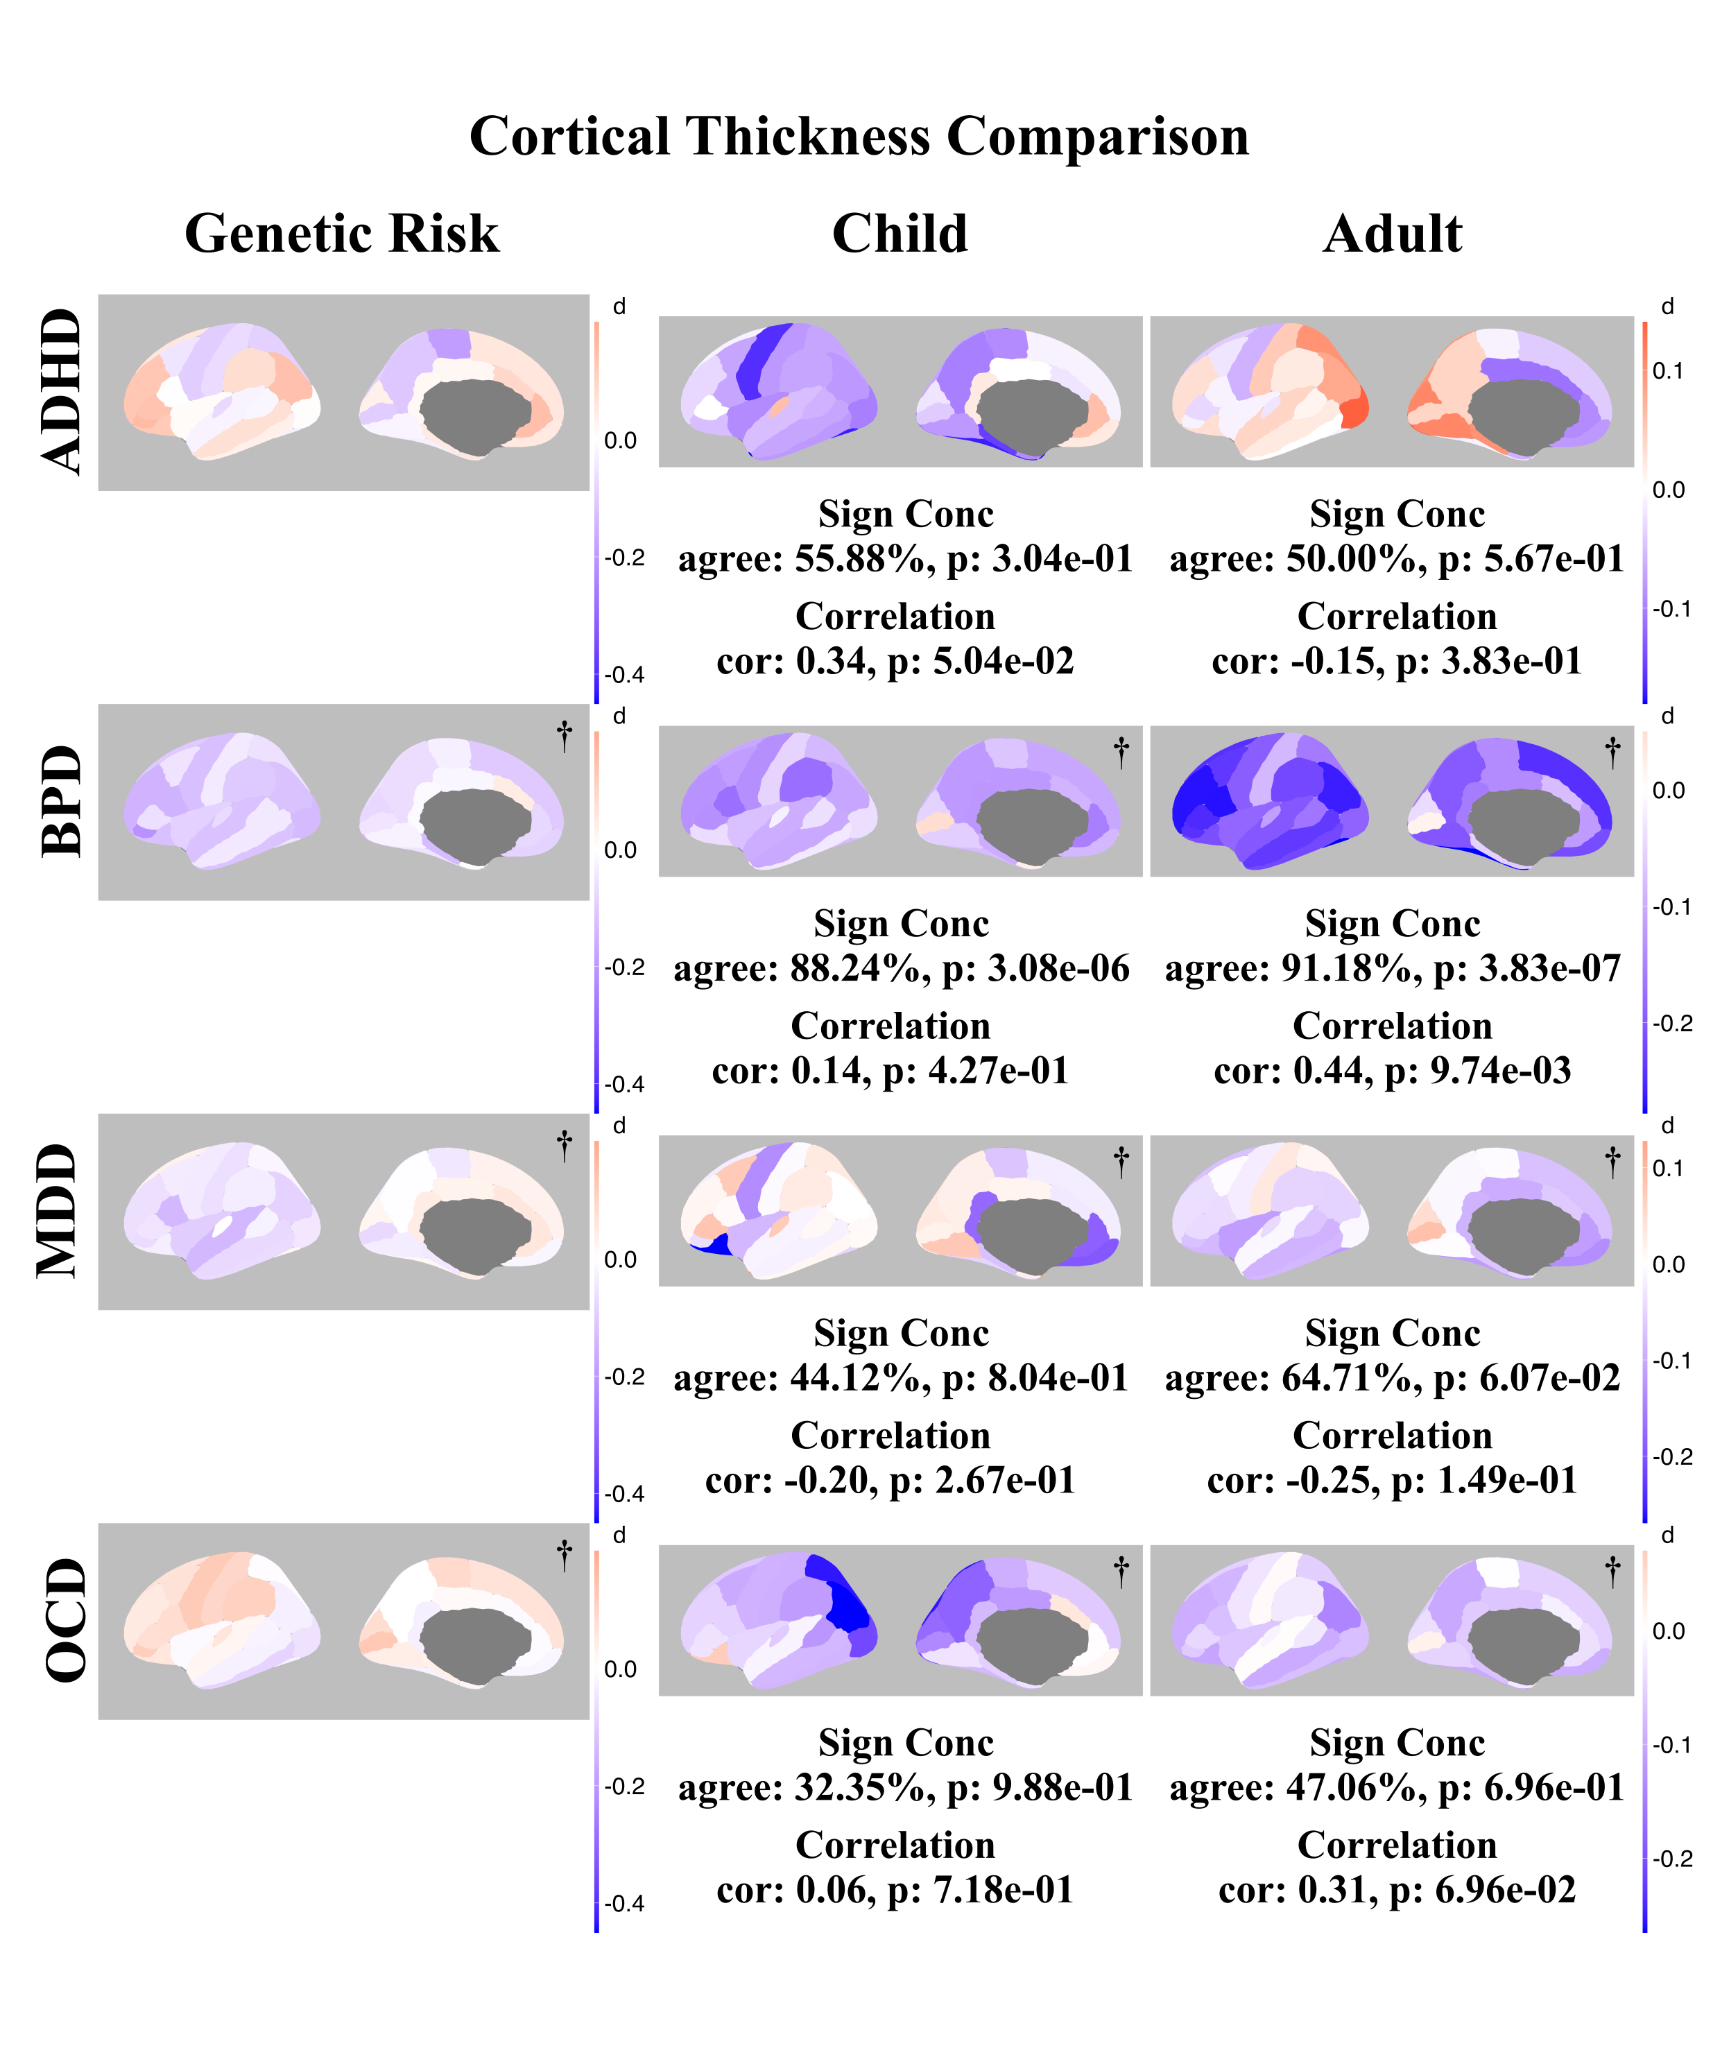 Cortical Thickness Comparison
Genetic Risk Child Adult
ADHD
d
0.0
-0.2
-0.4
d
0.1
0.0
-0.1
Sign Conc
agree: 55.88%, p: 3.04e-01
Correlation
cor: 0.34, p: 5.04e-02
Sign Conc
agree: 50.00%, p: 5.67e-01
Correlation
cor: -0.15, p: 3.83e-01
BPD
†
d
0.0
-0.2
-0.4
†
†
d
0.0
-0.1
-0.2
Sign Conc
agree: 88.24%, p: 3.08e-06
Correlation
cor: 0.14, p: 4.27e-01
Sign Conc
agree: 91.18%, p: 3.83e-07
Correlation
cor: 0.44, p: 9.74e-03
MDD
†
d
0.0
-0.2
-0.4
†
†
d
0.1
0.0
-0.1
-0.2
Sign Conc
agree: 44.12%, p: 8.04e-01
Correlation
cor: -0.20, p: 2.67e-01
Sign Conc
agree: 64.71%, p: 6.07e-02
Correlation
cor: -0.25, p: 1.49e-01
OCD
†
d
0.0
-0.2
-0.4
†
†
d
0.0
-0.1
-0.2
Sign Conc
agree: 32.35%, p: 9.88e-01
Correlation
cor: 0.06, p: 7.18e-01
Sign Conc
agree: 47.06%, p: 6.96e-01
Correlation
cor: 0.31, p: 6.96e-02